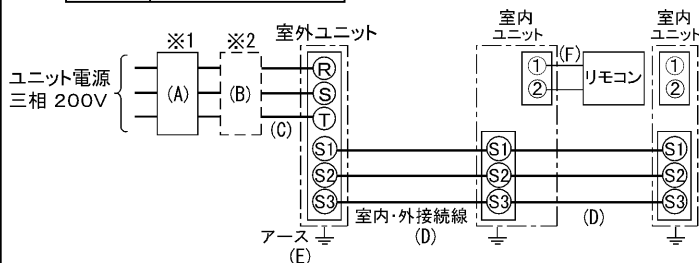 ※1
※2
室外ユニット
室内
ユニット
室内
ユニット
ユニット電源
三相 200V
(A)
(B)
(C)
R
S
T
S1
S2
S3
①
②
(F)
リモコン
①
②
S1
S2
S3
S1
S2
S3
室内・外接続線
(D)
(D)
アース
(E)